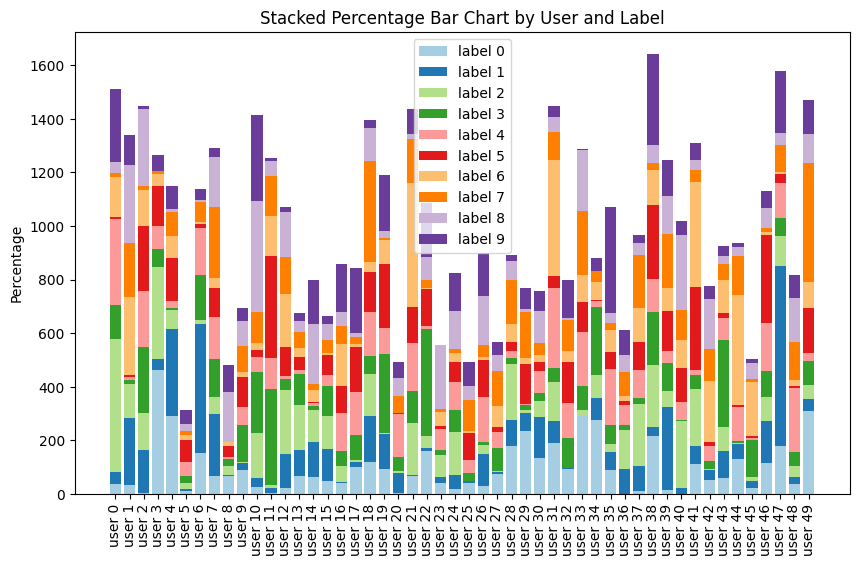 Stacked Percentage Bar Chart by User and Label
Percentage
1600
1400
1200
1000
800
600
400
200
0
label 0
label 1
label 2
label 3
label 4
label 5
label 6
label 7
label 8
label 9
user 0
user 1
user 2
user 3
user 4
user 5
user 6
user 7
user 8
user 9
user 10
user 11
user 12
user 13
user 14
user 15
user 16
user 17
user 18
user 19
user 20
user 21
user 22
user 23
user 24
user 25
user 26
user 27
user 28
user 29
user 30
user 31
user 32
user 33
user 34
user 35
user 36
user 37
user 38
user 39
user 40
user 41
user 42
user 43
user 44
user 45
user 46
user 47
user 48
user 49